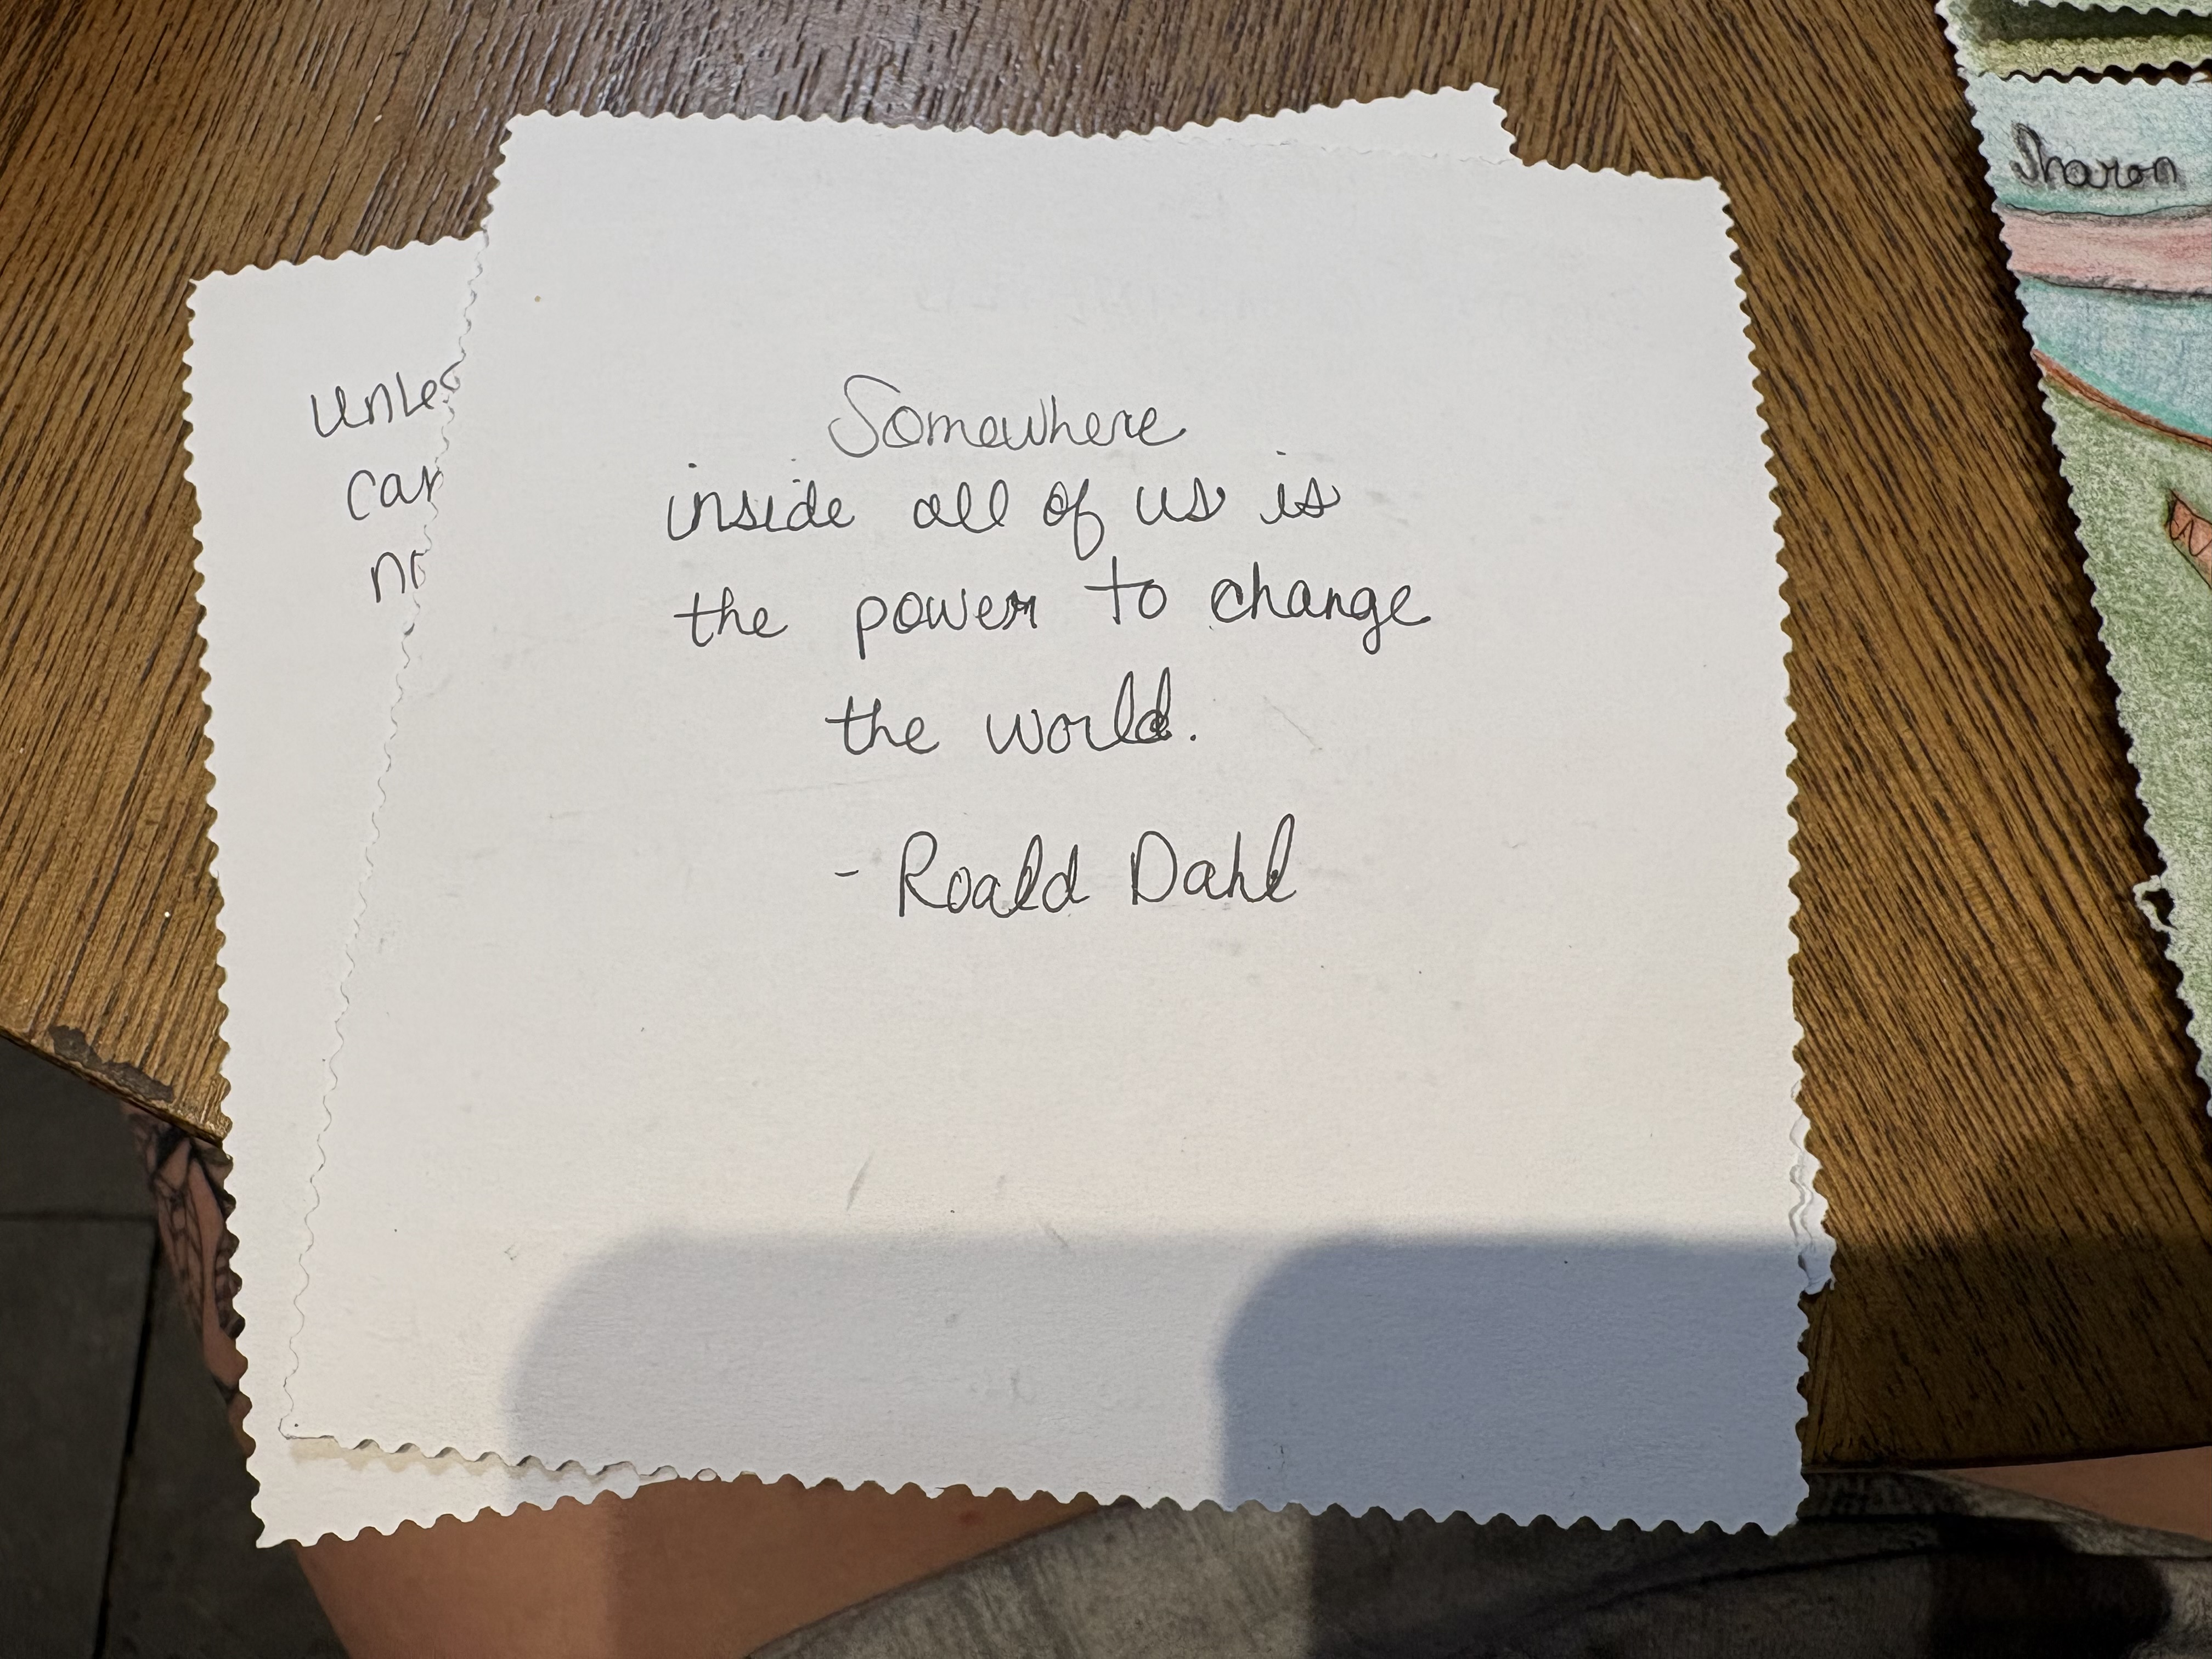 Somewhere
inside all of us is
the power to change
the world.
- Roald Dahl
Sharon